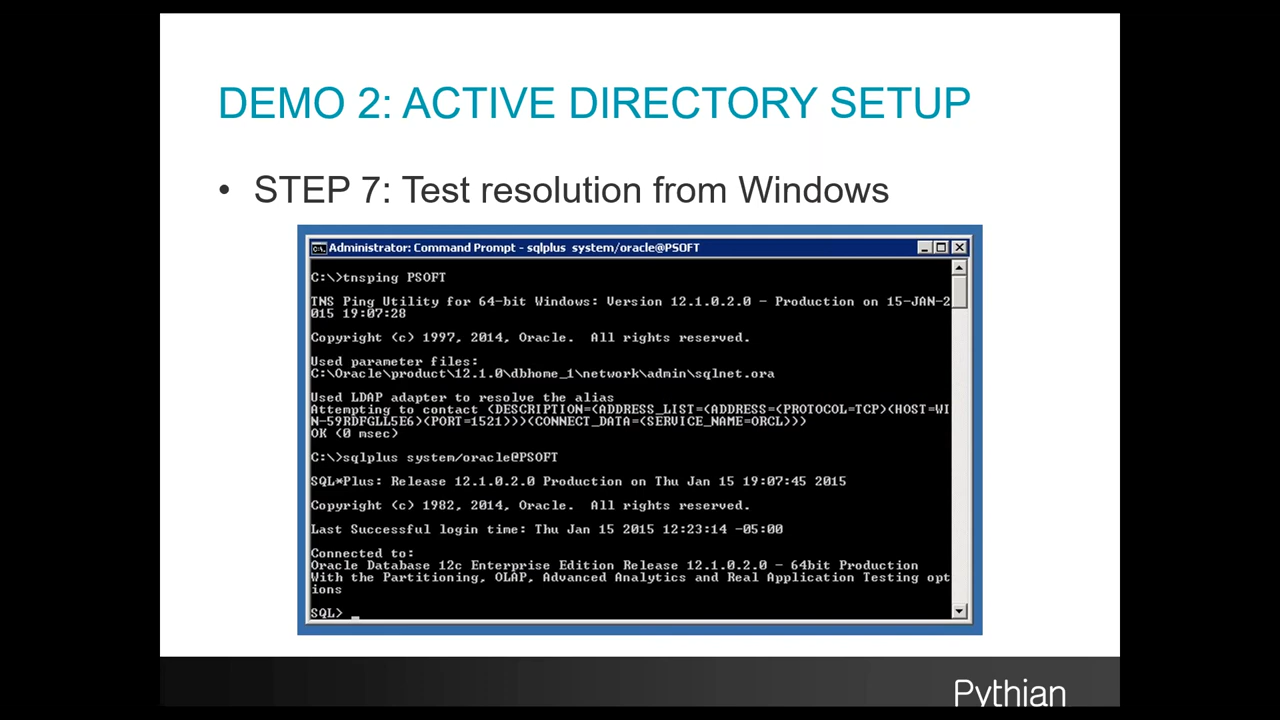 DEMO 2: ACTIVE DIRECTORY SETUP
• STEP 7: Test resolution from Windows
Administrator: Command Prompt - sqlplus system/oracle@PSOFT
C:\>tnsping PSOFT
TNS Ping Utility for 64-bit Windows: Version 12.1.0.2.0 - Production on 15-JAN-2
015 19:07:28
Copyright (c) 1997, 2014, Oracle.  All rights reserved.
Used parameter files:
C:\Oracle\product\12.1.0\dbhome_1\network\admin\sqlnet.ora
Used LDAP adapter to resolve the alias
Attempting to contact (DESCRIPTION=(ADDRESS_LIST=(ADDRESS=(PROTOCOL=TCP)(HOST=WI
N-59RDFGLL5E6)(PORT=1521)))(CONNECT_DATA=(SERVICE_NAME=ORCL)))
OK (0 msec)
C:\>sqlplus system/oracle@PSOFT
SQL*Plus: Release 12.1.0.2.0 Production on Thu Jan 15 19:07:45 2015
Copyright (c) 1982, 2014, Oracle.  All rights reserved.
Last Successful login time: Thu Jan 15 2015 12:23:14 -05:00
Connected to:
Oracle Database 12c Enterprise Edition Release 12.1.0.2.0 - 64bit Production
With the Partitioning, OLAP, Advanced Analytics and Real Application Testing opt
ions
SQL> _
Pythian